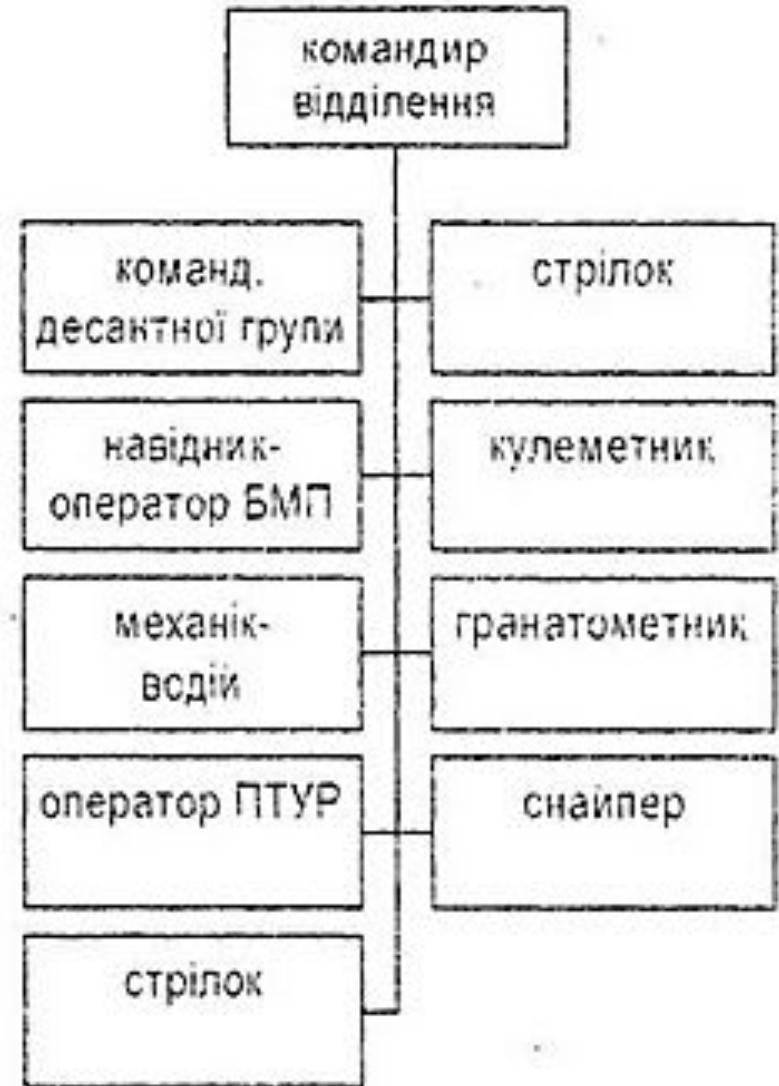 командир
відділення
команд.
десантної групи
стрілок
навідник-
оператор БМП
кулеметник
механік-
водій
гранатометник
оператор ПТУР
снайпер
стрілок